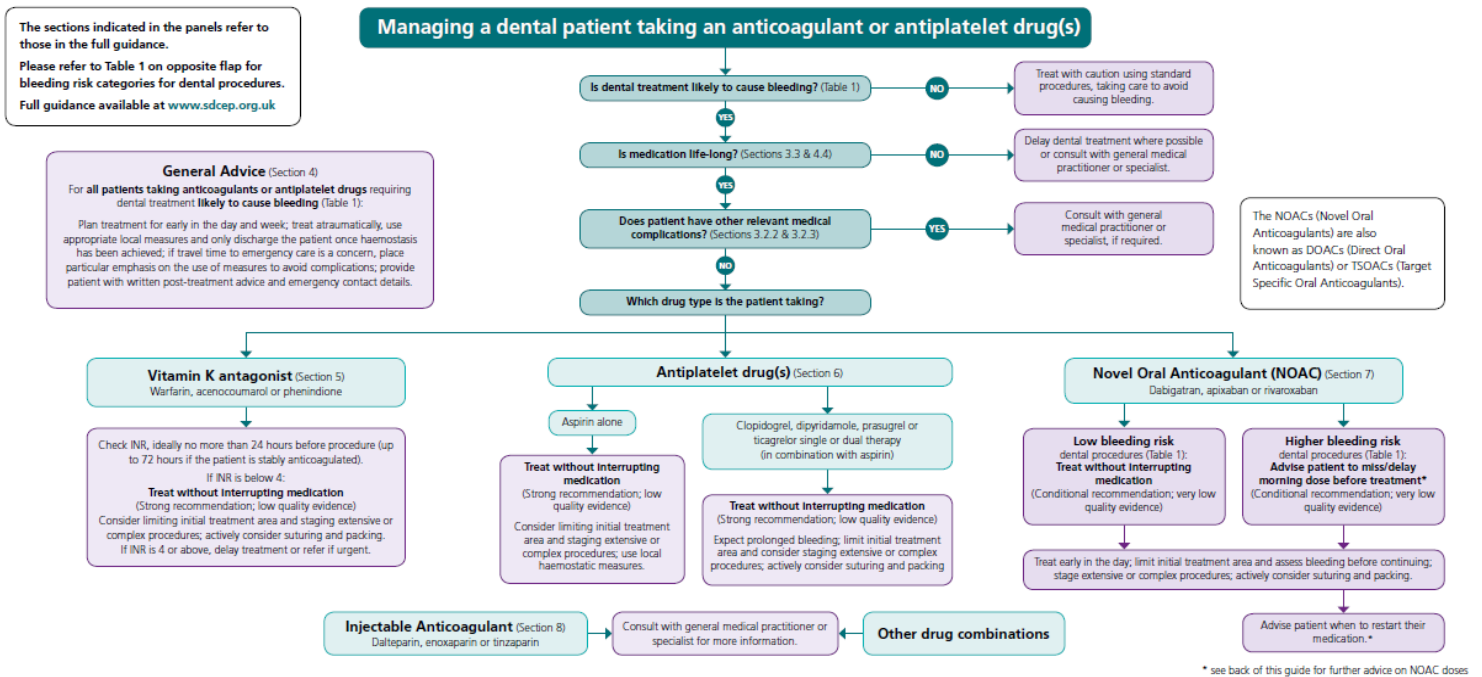 The sections indicated in the panels refer to
those in the full guidance.
Please refer to Table 1 on opposite flap for
bleeding risk categories for dental procedures.
Full guidance available at www.sdcep.org.uk
Managing a dental patient taking an anticoagulant or antiplatelet drug(s)
Is dental treatment likely to cause bleeding? (Table 1)
NO
Treat with caution using standard
procedures, taking care to avoid
causing bleeding.
YES
Is medication life-long? (Sections 3.3 & 4.4)
NO
Delay dental treatment where possible
or consult with general medical
practitioner or specialist.
YES
General Advice (Section 4)
For all patients taking anticoagulants or antiplatelet drugs requiring
dental treatment likely to cause bleeding (Table 1):
Plan treatment for early in the day and week; treat atraumatically, use
appropriate local measures and only discharge the patient once haemostasis
has been achieved; if travel time to emergency care is a concern, place
particular emphasis on the use of measures to avoid complications; provide
patient with written post-treatment advice and emergency contact details.
Does patient have other relevant medical
complications? (Sections 3.2.2 & 3.2.3)
YES
Consult with general
medical practitioner or
specialist, if required.
The NOACs (Novel Oral
Anticoagulants) are also
known as DOACs (Direct Oral
Anticoagulants) or TSOACs (Target
Specific Oral Anticoagulants).
NO
Which drug type is the patient taking?
Vitamin K antagonist (Section 5)
Warfarin, acenocoumarol or phenindione
Check INR, ideally no more than 24 hours before procedure (up
to 72 hours if the patient is stably anticoagulated).
If INR is below 4:
Treat without interrupting medication
(Strong recommendation; low quality evidence)
Consider limiting initial treatment area and staging extensive or
complex procedures; actively consider suturing and packing.
If INR is 4 or above, delay treatment or refer if urgent.
Antiplatelet drug(s) (Section 6)
Aspirin alone
Treat without interrupting
medication
(Strong recommendation; low
quality evidence)
Consider limiting initial treatment
area and staging extensive or
complex procedures; use local
haemostatic measures.
Clopidogrel, dipyridamole, prasugrel or
ticagrelor single or dual therapy
(in combination with aspirin)
Treat without interrupting medication
(Strong recommendation; low quality evidence)
Expect prolonged bleeding; limit initial treatment
area and consider staging extensive or complex
procedures; actively consider suturing and packing
Novel Oral Anticoagulant (NOAC) (Section 7)
Dabigatran, apixaban or rivaroxaban
Low bleeding risk
dental procedures (Table 1):
Treat without interrupting
medication
(Conditional recommendation; very low
quality evidence)
Higher bleeding risk
dental procedures (Table 1):
Advise patient to miss/delay
morning dose before treatment*
(Conditional recommendation; very low
quality evidence)
Treat early in the day; limit initial treatment area and assess bleeding before continuing;
stage extensive or complex procedures; actively consider suturing and packing.
Advise patient when to restart their
medication.*
Injectable Anticoagulant (Section 8)
Dalteparin, enoxaparin or tinzaparin
Consult with general medical practitioner or
specialist for more information.
Other drug combinations
* see back of this guide for further advice on NOAC doses